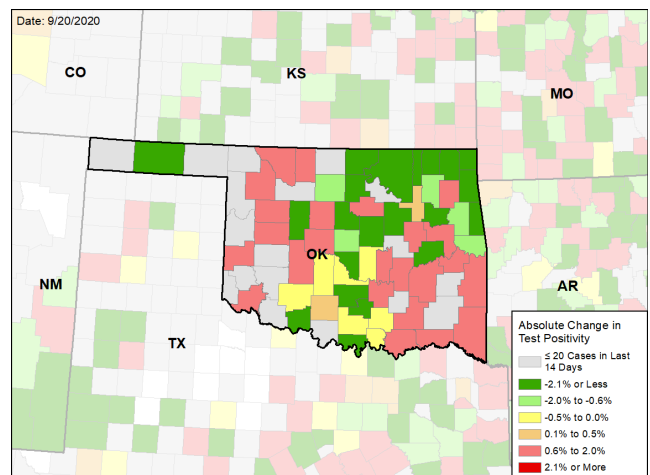 Date: 9/20/2020
CO
KS
MO
OK
NM
AR
TX
Absolute Change in
Test Positivity
≤ 20 Cases in Last
14 Days
-2.1% or Less
-2.0% to -0.6%
-0.5% to 0.0%
0.1% to 0.5%
0.6% to 2.0%
2.1% or More